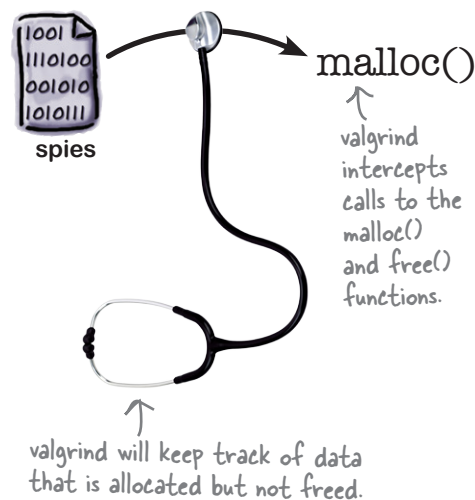 1001
1110100
001010
1010111
spies
malloc()
valgrind
intercepts
calls to the
malloc()
and free()
functions.
valgrind will keep track of data
that is allocated but not freed.